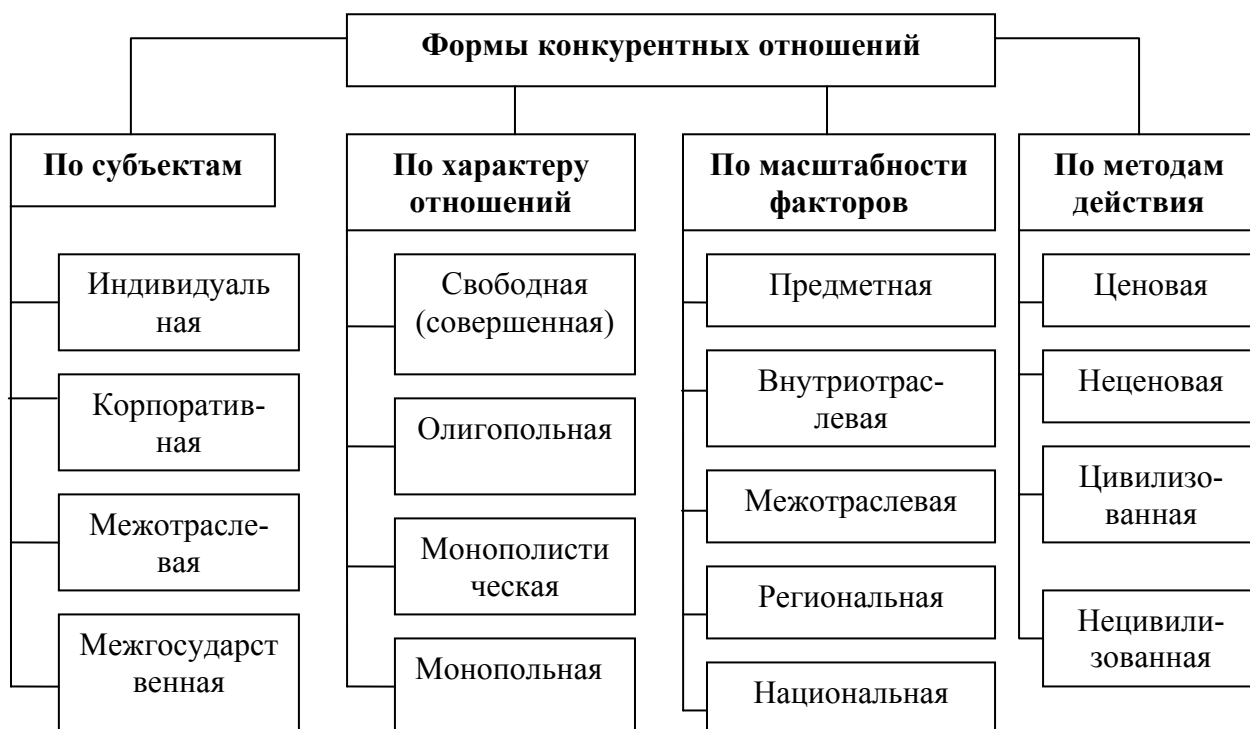 Формы конкурентных отношений
По субъектам
Индивидуаль
ная
Корпоратив-
ная
Межотрасле-
вая
Межгосударст
венная
По характеру
отношений
Свободная
(совершенная)
Олигопольная
Монополисти
ческая
Монопольная
По масштабности
факторов
Предметная
Внутриотрас-
левая
Межотраслевая
Региональная
Национальная
По методам
действия
Ценовая
Неценовая
Цивилизо-
ванная
Нецивили-
зованная